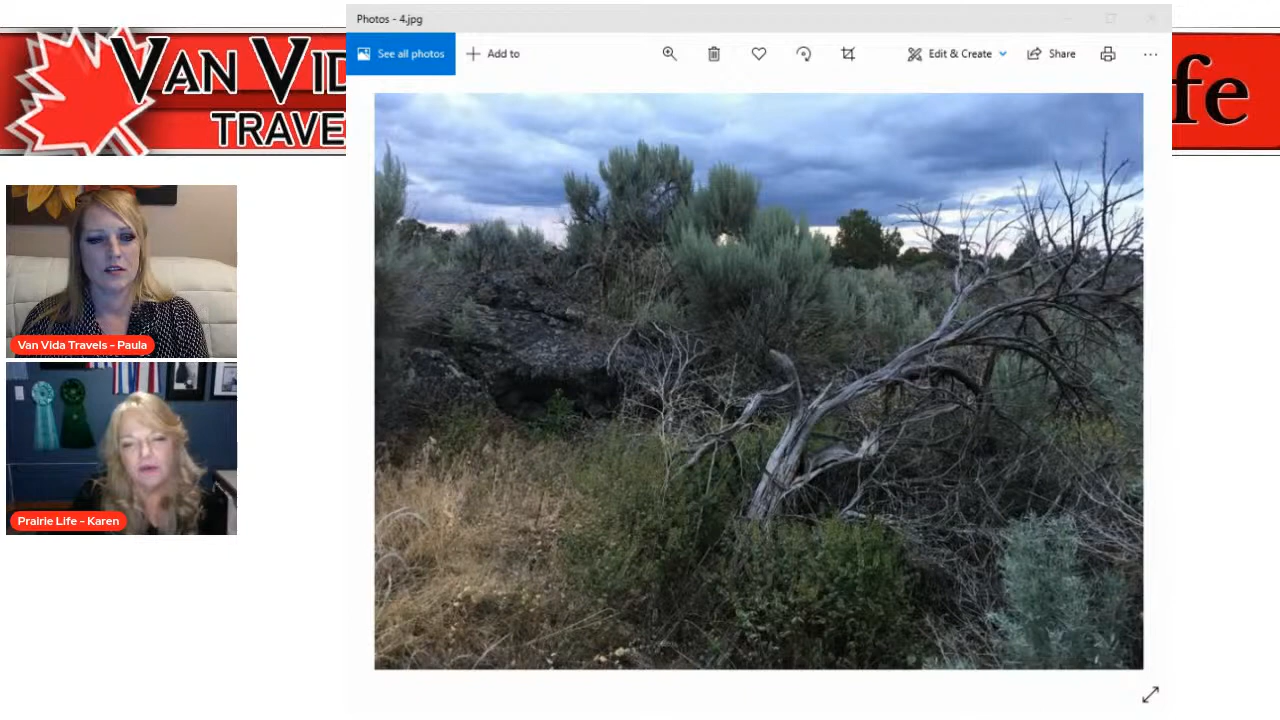 Photos - 4.jpg
See all photos
Add to
Edit & Create
Share
VAN VID
TRAVE
fe
Van Vida Travels - Paula
Prairie Life - Karen